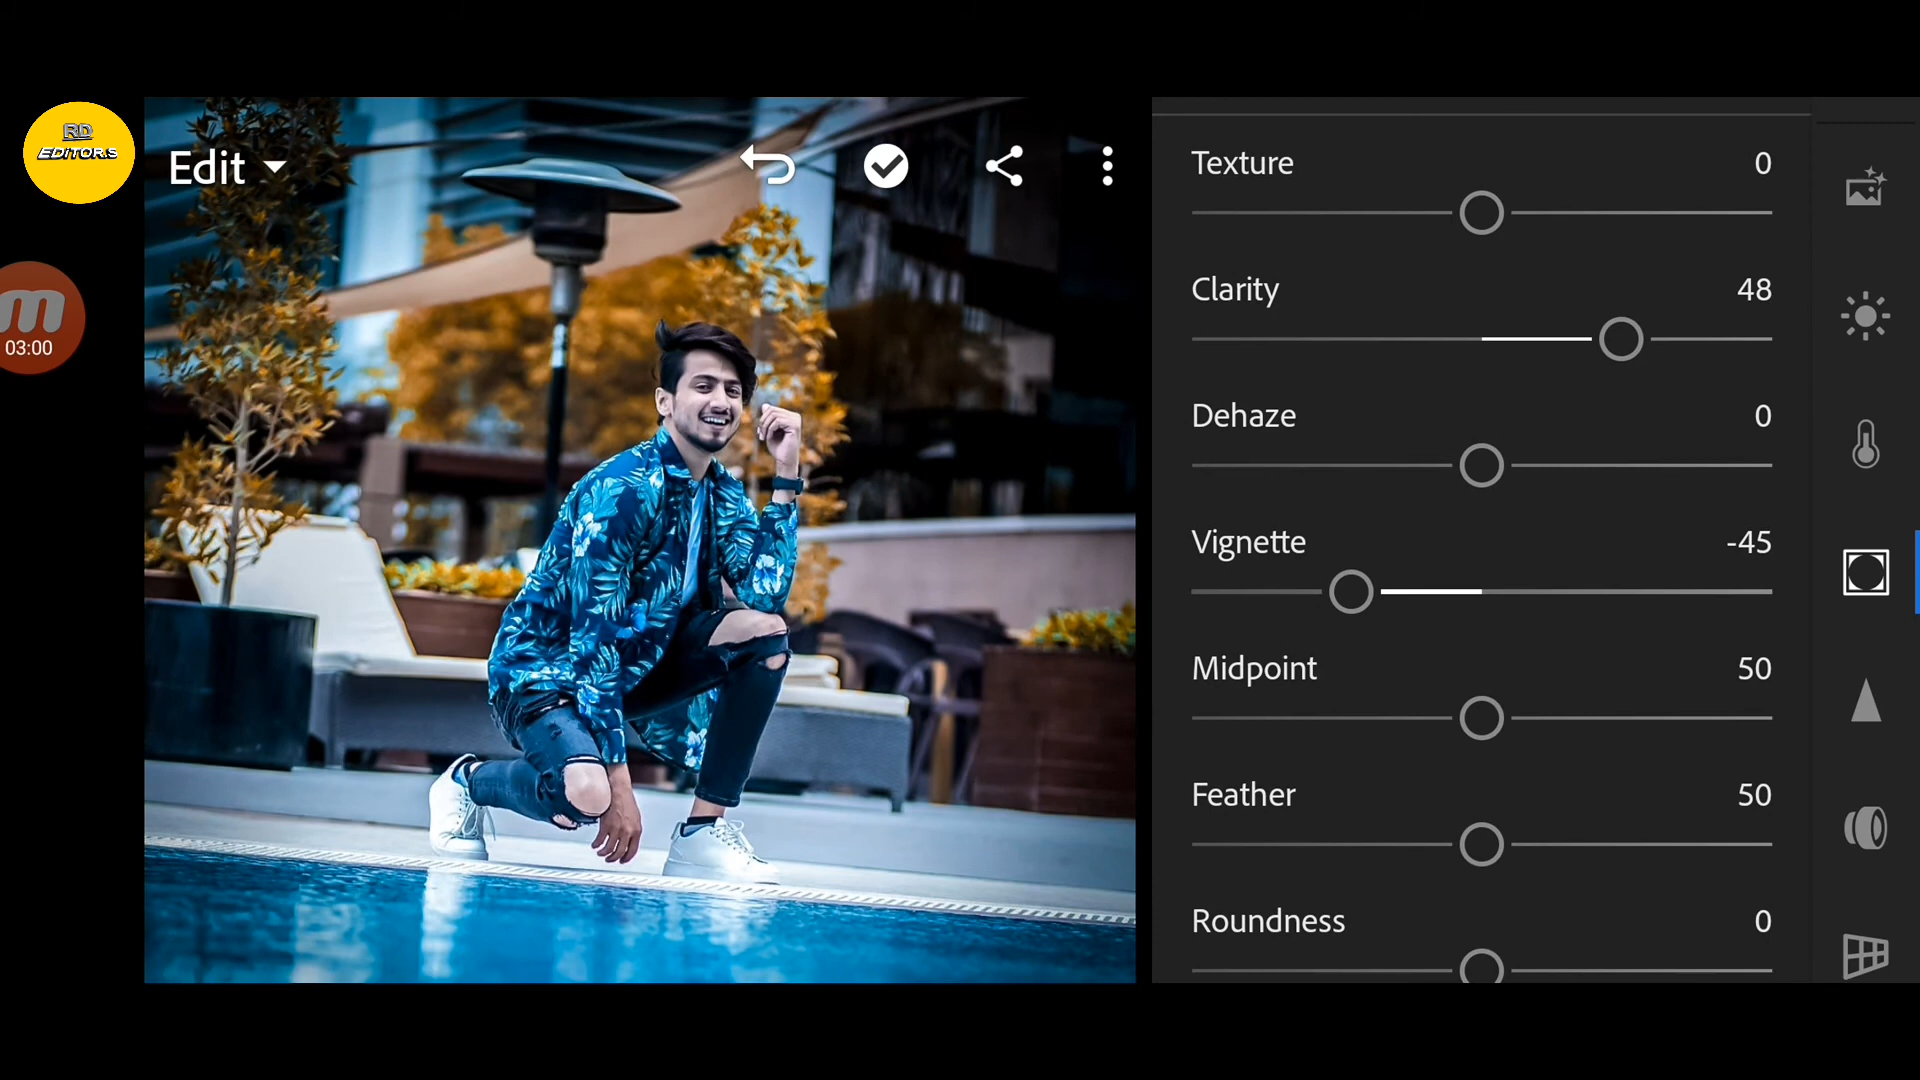 RD
EDITORS
Edit
03:00
Texture 0
Clarity 48
Dehaze 0
Vignette -45
Midpoint 50
Feather 50
Roundness 0